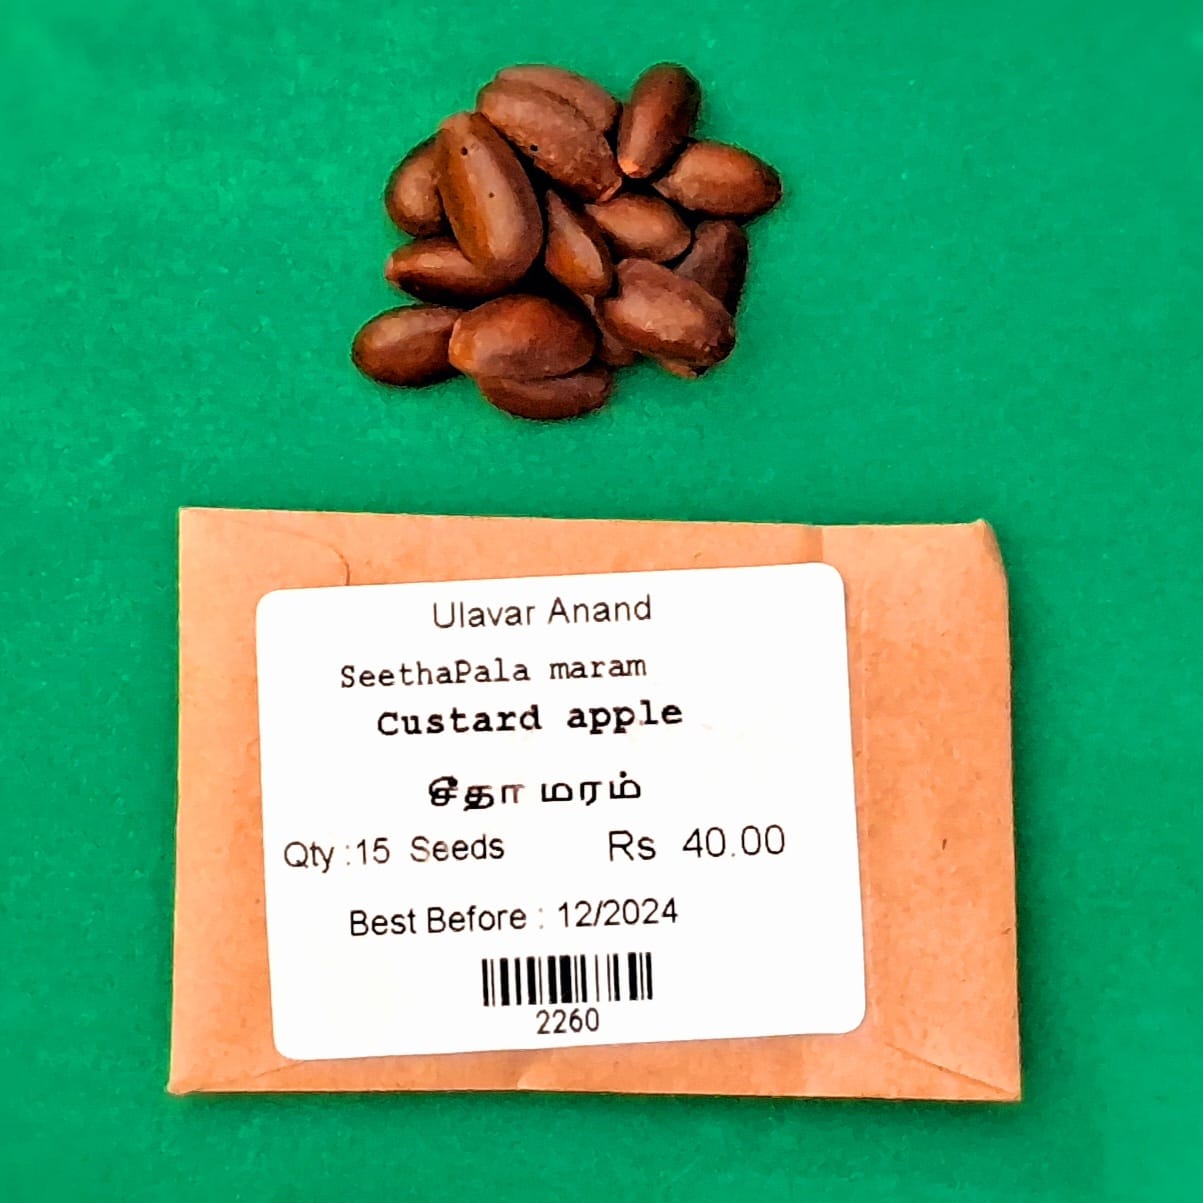 Ulavar Anand
SeethaPala maram
Custard apple
சீதா மரம்
Qty :15 Seeds Rs 40.00
Best Before : 12/2024
2260